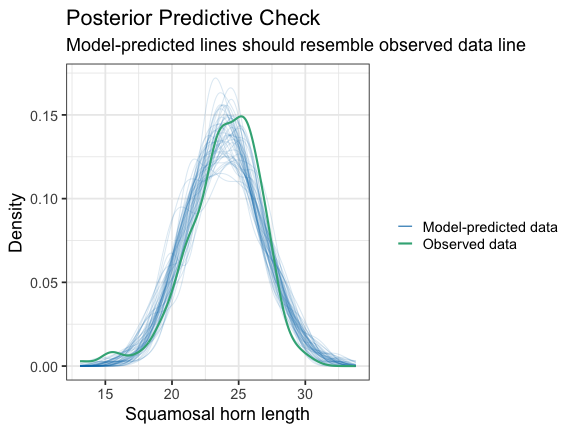 Posterior Predictive Check
Model-predicted lines should resemble observed data line
0.15
0.10
0.05
0.00
Density
15 20 25 30
Squamosal horn length
Model-predicted data
Observed data